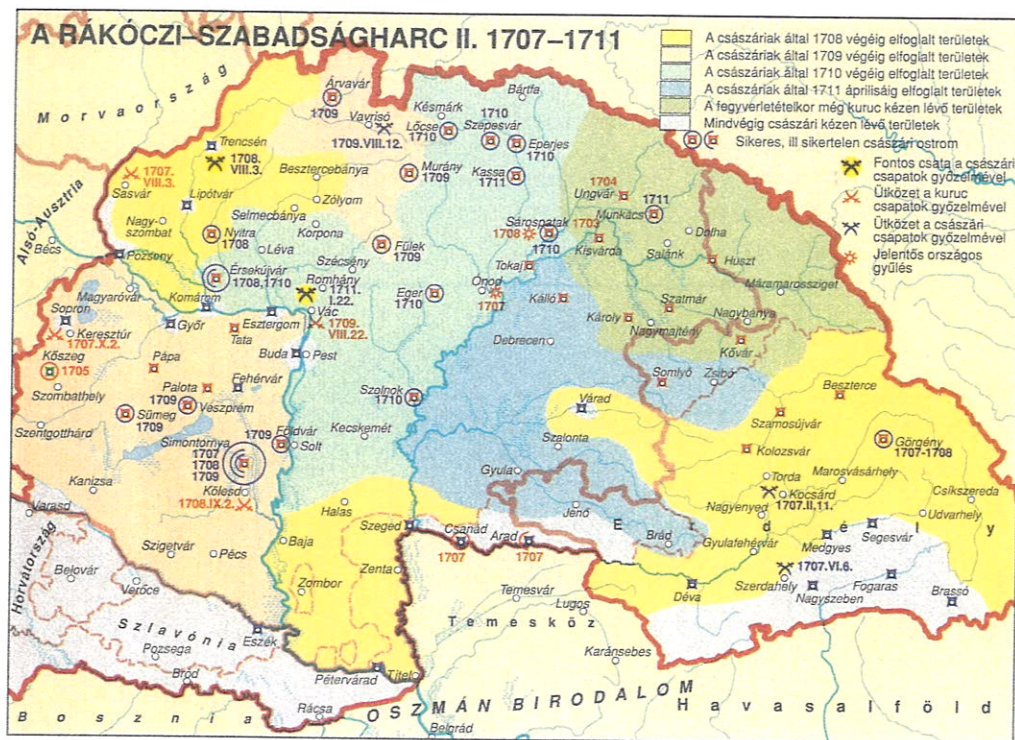 A RÁKÓCZI–SZABADSÁGHARC II. 1707–1711
A császáriak által 1708 végéig elfoglalt területek
A császáriak által 1709 végéig elfoglalt területek
A császáriak által 1710 végéig elfoglalt területek
A császáriak által 1711 áprilisáig elfoglalt területek
A fegyverletételkor még kuruc kézen lévő területek
Mindvégig császári kézen lévő területek
Sikeres, ill sikertelen császári ostrom
Fontos csata a császári
csapatok győzelmével
Ütközet a kuruc
csapatok győzelmével
Ütközet a császári
csapatok győzelmével
Jelentős országos
gyűlés
Morvaország
Alsó-Ausztria
Bécs
Árvavár
1709
Vavrisó
1709.VIII.12.
Késmárk
Lőcse
1710
1710
Szepesvár
Bártfa
Eperjes
1710
Trencsén
1708.
VIII.3.
1707.
VIII.3.
Sasvár
Lipótvár
Nagy-
szombat
Nyitra
1708
Besztercebánya
Zólyom
Selmecbánya
Korpona
Léva
Murány
1709
Kassa
1711
Ungvár
1704
Munkács
1711
Sárospatak
1708
1710
1703
Kisvárda
Dolha
Salánk
Huszt
Máramarossziget
Pozsony
Érsekújvár
1708,1710
Szécsény
Fülek
1709
Romhány
1711.
I.22.
Eger
1710
Tokaj
Onod
1707
Kálló
Szatmár
Károly
Nagymajtény
Nagybánya
Kővár
Magyaróvár
Komárom
Sopron
Keresztúr
1707.X.2.
Győr
Tata
Esztergom
Vác
1709.
VIII.22.
Buda
Pest
Debrecen
Somlyó
Zsibó
Kőszeg
1705
Szombathely
Pápa
Palota
Fehérvár
1709
Veszprém
Sümeg
1709
Szentgotthárd
Szolnok
1710
Kecskemét
Várad
Szalonta
Beszterce
Szamosújvár
Kolozsvár
Görgény
1707-1708
Simontornya
1707
1708
1709
1709
Földvár
Solt
Kölesd
1708.IX.2.
Kanizsa
Gyula
Jenő
Torda
Kocsárd
1707.II.11.
Marosvásárhely
Csíkszereda
Udvarhely
Nagyenyed
Erdély
Segesvár
Medgyes
Varasd
Szigetvár
Pécs
Halas
Baja
Szeged
Csanád
1707
Arad
1707
Brád
Gyulafehérvár
1707.VI.6.
Szerdahely
Nagyszeben
Fogaras
Brassó
Déva
Horvátország
Belovár
Verőce
Szlavónia
Pozsega
Bród
Eszék
Zombor
Zenta
Temesvár
Lugos
Temesköz
Karánsebes
Pétervárad
Titel
Rácsa
Belgrád
Bosznia
OSZMÁN BIRODALOM
Havasalföld